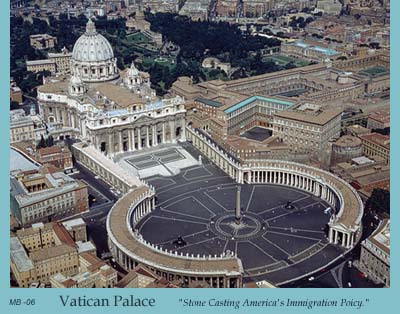 MB -06 Vatican Palace "Stone Casting America's Immigration Poicy."